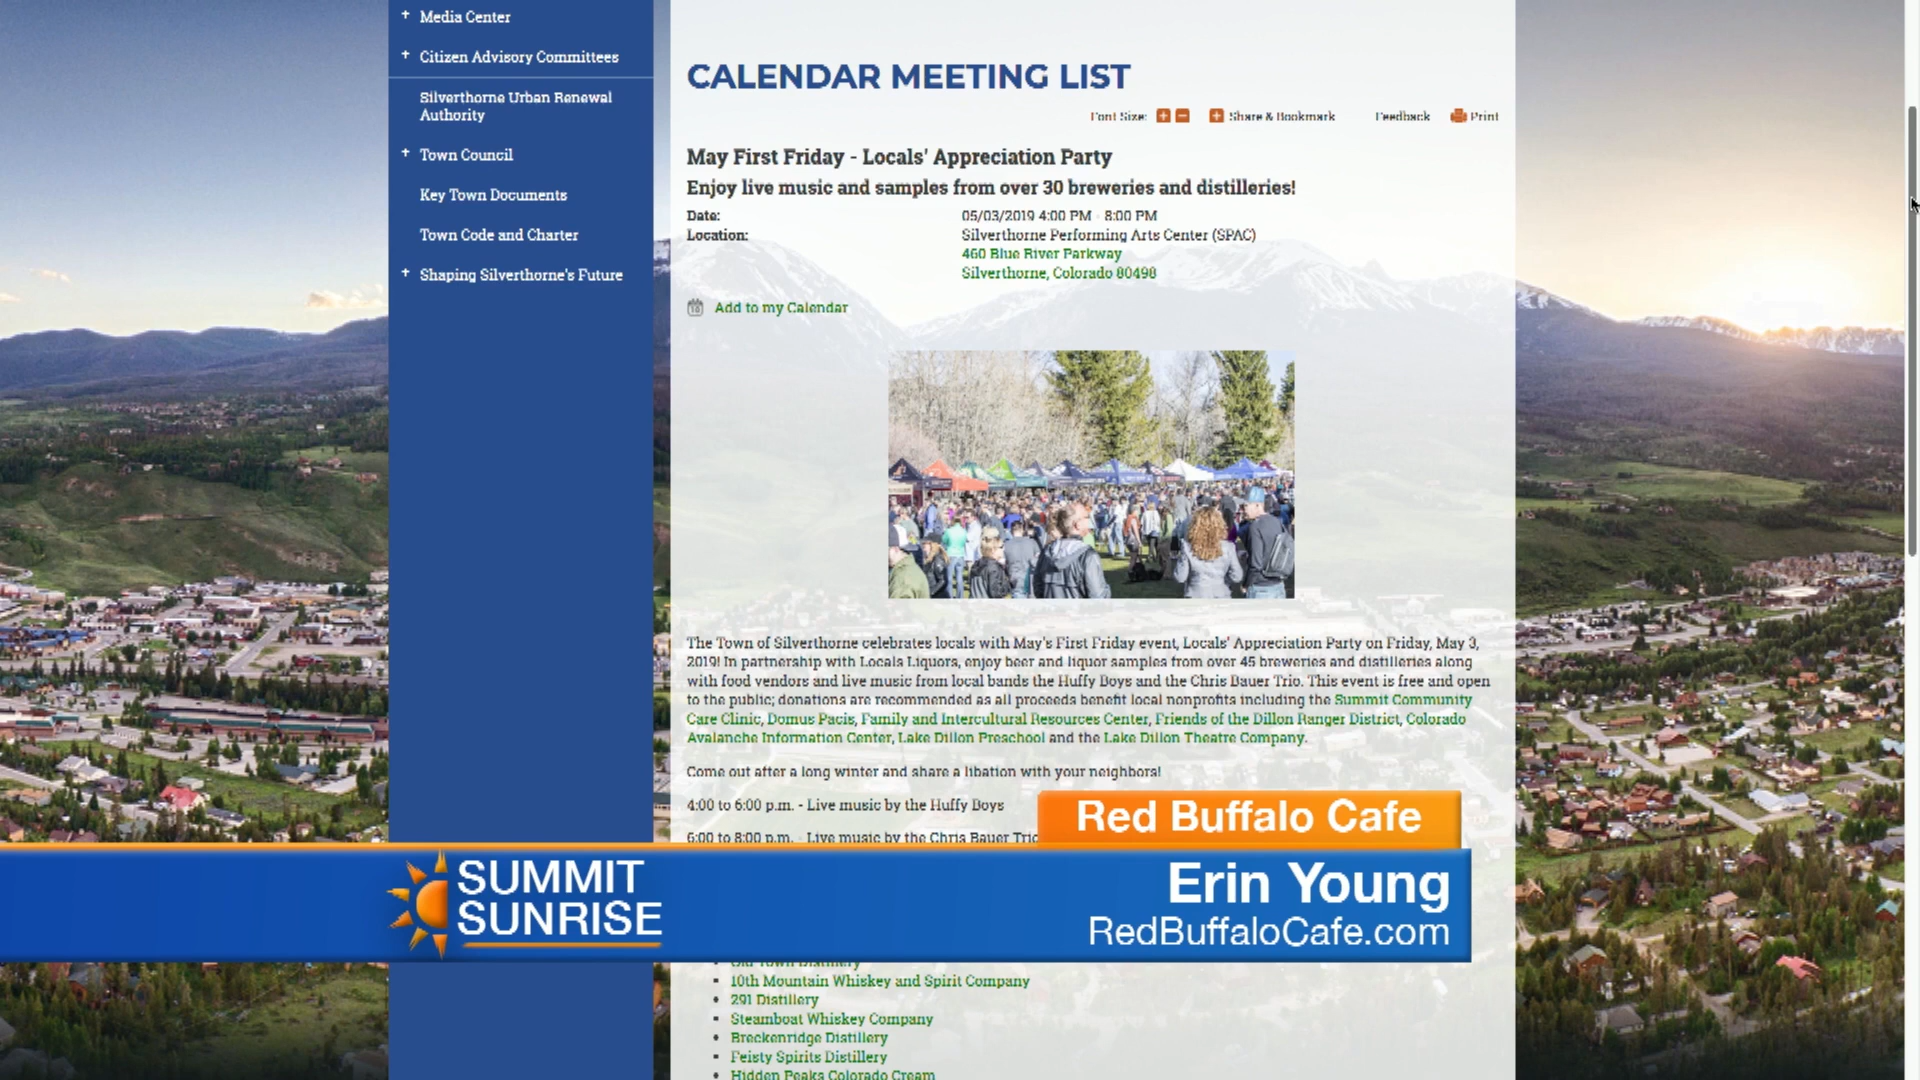 Media Center
Citizen Advisory Committees
Silverthorne Urban Renewal
Authority
Town Council
Key Town Documents
Town Code and Charter
Shaping Silverthorne's Future
CALENDAR MEETING LIST
Font Size: Share & Bookmark Feedback Print
May First Friday - Locals' Appreciation Party
Enjoy live music and samples from over 30 breweries and distilleries!
Date: 05/03/2019 4:00 PM - 8:00 PM
Location: Silverthorne Performing Arts Center (SPAC)
460 Blue River Parkway
Silverthorne, Colorado 80498
Add to my Calendar
The Town of Silverthorne celebrates locals with May's First Friday event, Locals' Appreciation Party on Friday, May 3,
2019! In partnership with Locals Liquors, enjoy beer and liquor samples from over 45 breweries and distilleries along
with food vendors and live music from local bands the Huffy Boys and the Chris Bauer Trio. This event is free and open
to the public; donations are recommended as all proceeds benefit local nonprofits including the Summit Community
Care Clinic, Domus Pacis, Family and Intercultural Resources Center, Friends of the Dillon Ranger District, Colorado
Avalanche Information Center, Lake Dillon Preschool and the Lake Dillon Theatre Company.
Come out after a long winter and share a libation with your neighbors!
4:00 to 6:00 p.m. - Live music by the Huffy Boys
6:00 to 8:00 p.m. - Live music by the Chris Bauer Trio
Red Buffalo Cafe
SUMMIT
SUNRISE
Erin Young
RedBuffaloCafe.com
10th Mountain Whiskey and Spirit Company
291 Distillery
Steamboat Whiskey Company
Breckenridge Distillery
Feisty Spirits Distillery
Hidden Peaks Colorado Cream